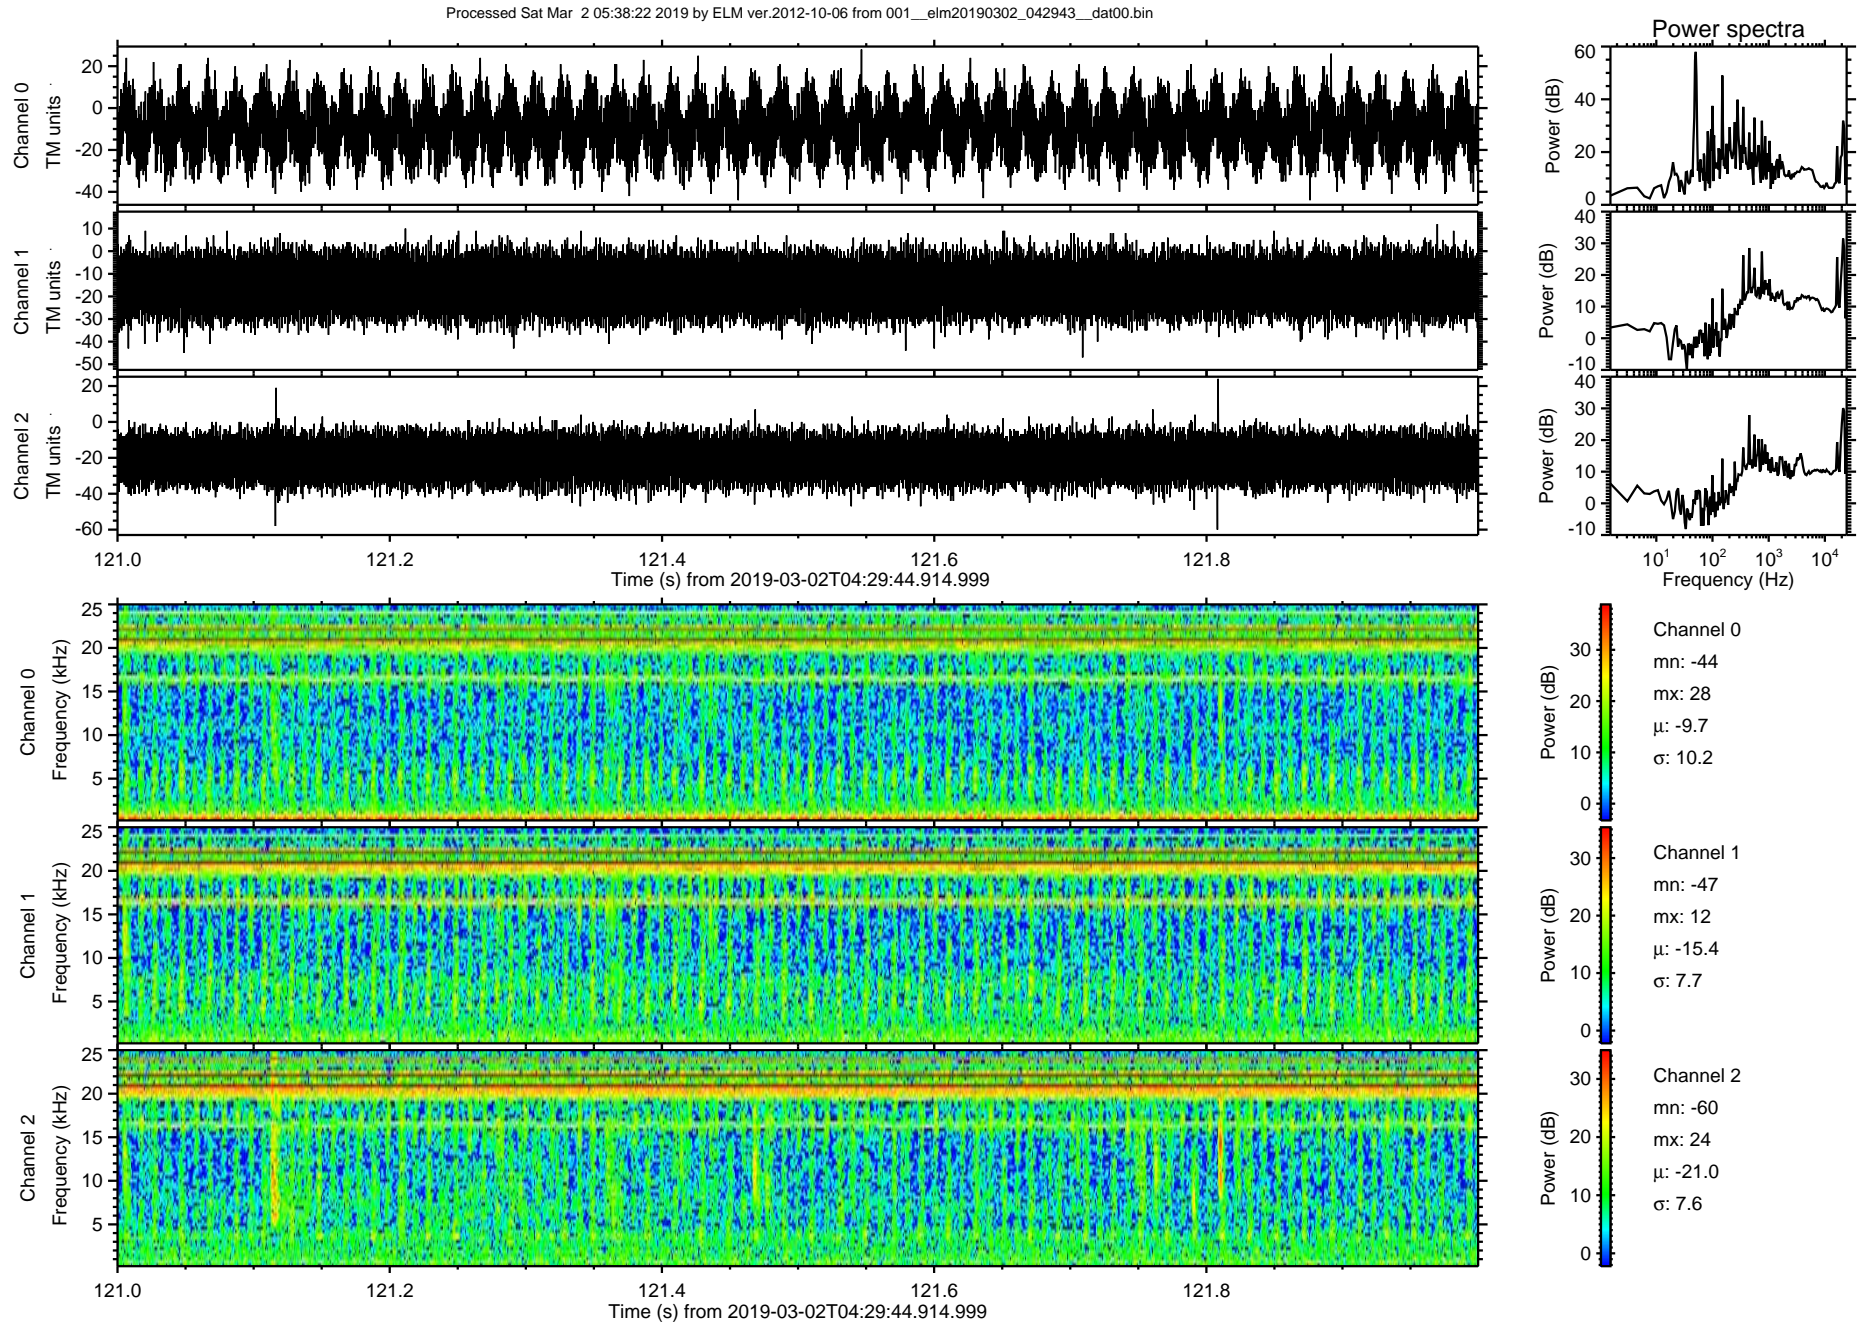 Processed Sat Mar  2 05:38:22 2019 by ELM ver.2012-10-06 from 001__elm20190302_042943__dat00.bin
Power spectra
Channel 0
TM units
20
0
-20
-40
Power (dB)
60
40
20
0
Channel 1
TM units
10
0
-10
-20
-30
-40
-50
Power (dB)
40
30
20
10
0
-10
Channel 2
TM units
20
0
-20
-40
-60
Power (dB)
40
30
20
10
0
-10
121.0 121.2 121.4 121.6 121.8
Time (s) from 2019-03-02T04:29:44.914.999
10^1 10^2 10^3 10^4
Frequency (Hz)
Channel 0
Frequency (kHz)
25
20
15
10
5
Power (dB)
30
20
10
0
Channel 0
mn: -44
mx: 28
μ: -9.7
σ: 10.2
Channel 1
Frequency (kHz)
25
20
15
10
5
Power (dB)
30
20
10
0
Channel 1
mn: -47
mx: 12
μ: -15.4
σ: 7.7
Channel 2
Frequency (kHz)
25
20
15
10
5
Power (dB)
30
20
10
0
Channel 2
mn: -60
mx: 24
μ: -21.0
σ: 7.6
121.0 121.2 121.4 121.6 121.8
Time (s) from 2019-03-02T04:29:44.914.999